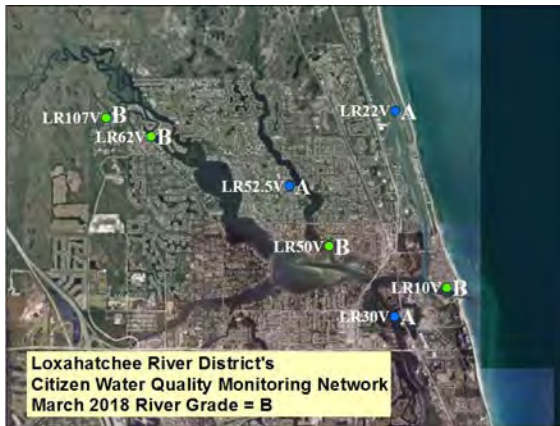 LR22V A
LR107V B
LR62V B
LR52.5V A
LR50V B
LR10V B
LR30V A
Loxahatchee River District's
Citizen Water Quality Monitoring Network
March 2018 River Grade = B